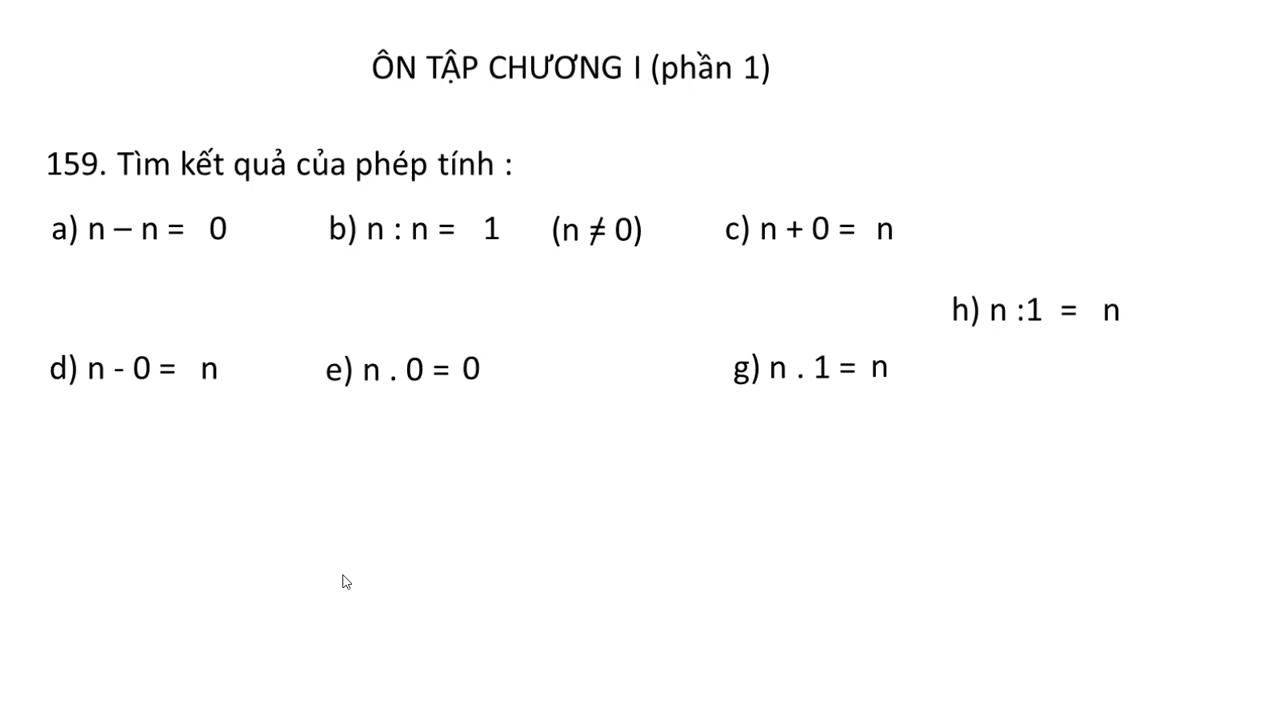 ÔN TẬP CHƯƠNG I (phần 1)
159. Tìm kết quả của phép tính :
a) n – n = 0 b) n : n = 1 (n ≠ 0) c) n + 0 = n
h) n :1 = n
d) n - 0 = n e) n . 0 = 0 g) n . 1 = n